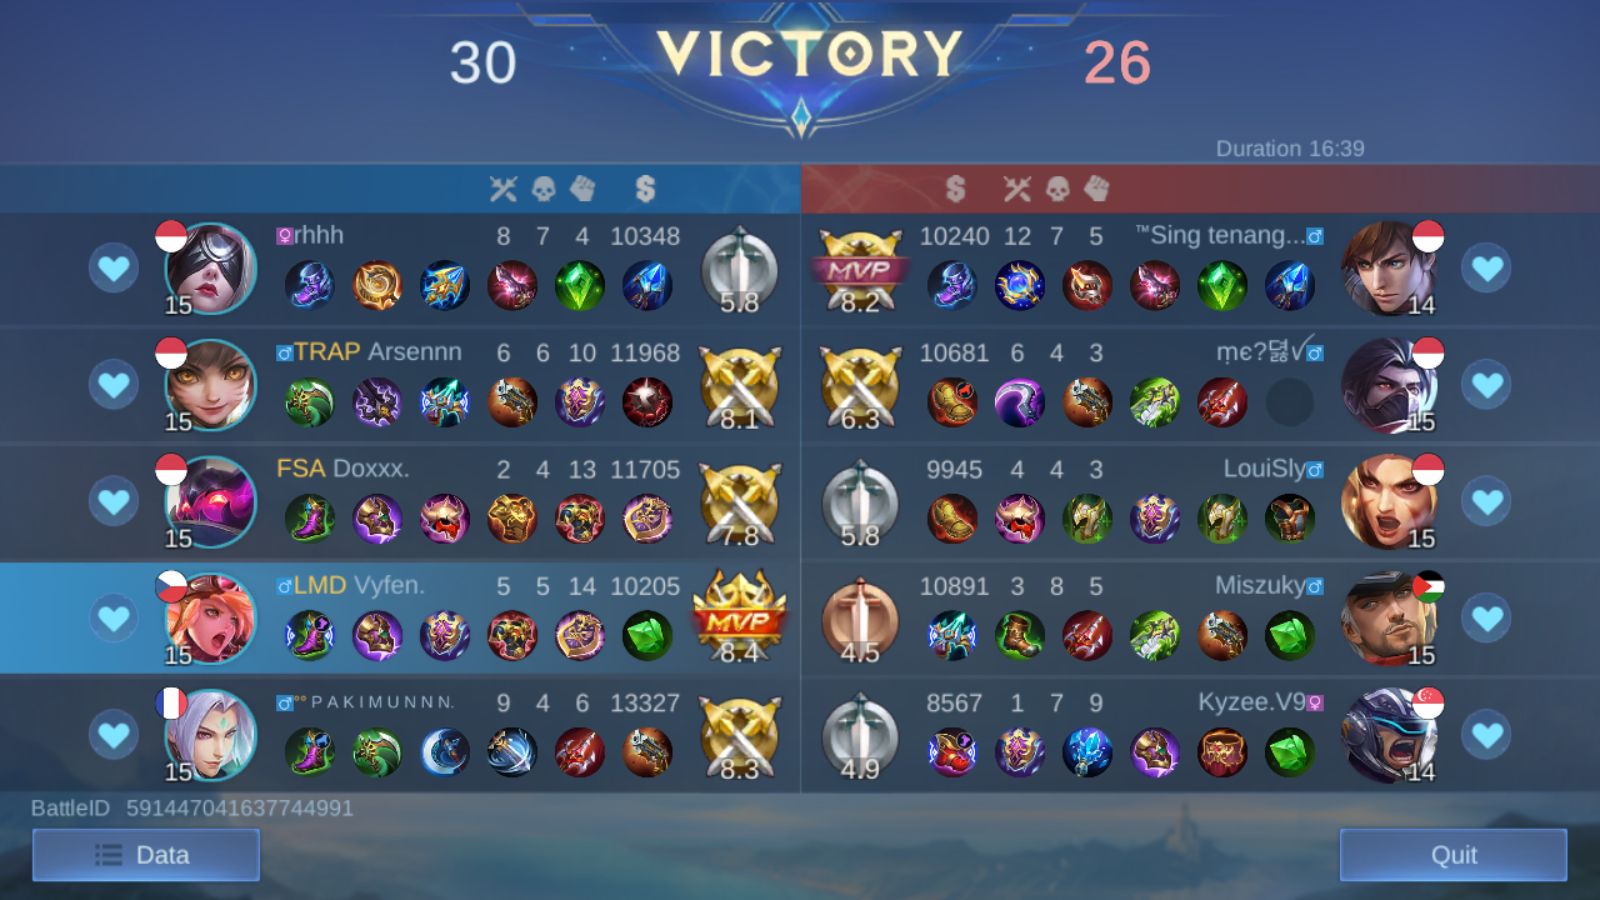 30 VICTORY 26
Duration 16:39
$ $
rhhh 8 7 4 10348 5.8 15
MVP 8.2 10240 12 7 5 ™Sing tenang... 14
TRAP Arsennn 6 6 10 11968 8.1 15
6.3 10681 6 4 3 15
FSA Doxxx. 2 4 13 11705 7.8 15
5.8 9945 4 4 3 LouiSly 15
LMD Vyfen. 5 5 14 10205 MVP 8.4 15
4.5 10891 3 8 5 Miszuky 15
°°PAKIMUNNN. 9 4 6 13327 8.3 15
4.9 8567 1 7 9 Kyzee.V9 14
BattleID 591447041637744991
Data
Quit